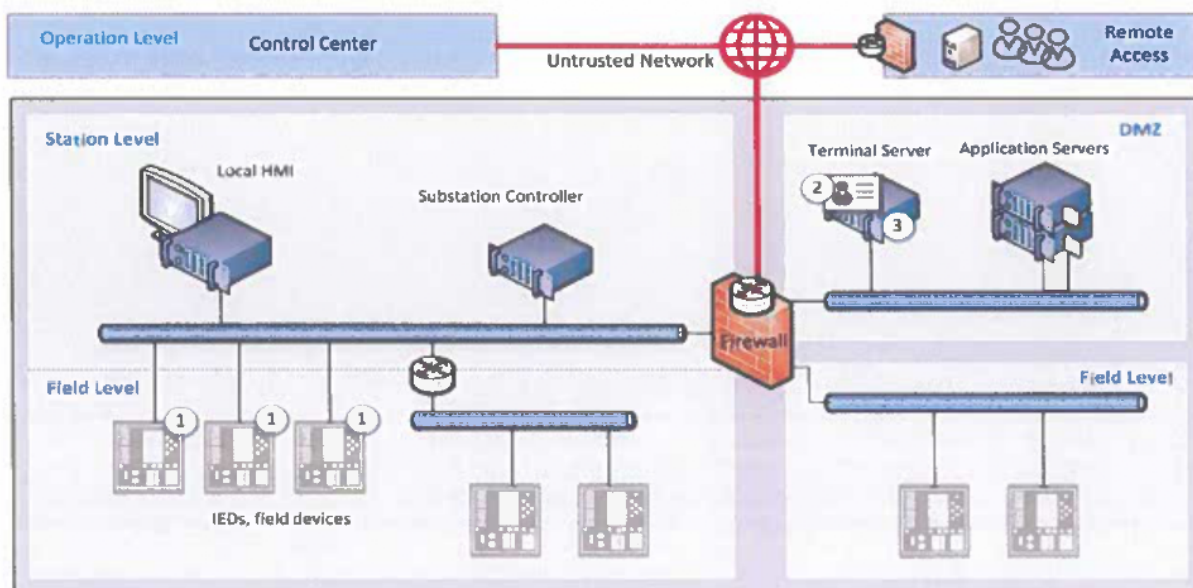 Operation Level
Control Center
Untrusted Network
Remote
Access
Station Level
Local HMI
Substation Controller
DMZ
Terminal Server
Application Servers
2
3
Firewall
Field Level
1
1
1
IEDs, field devices
Field Level